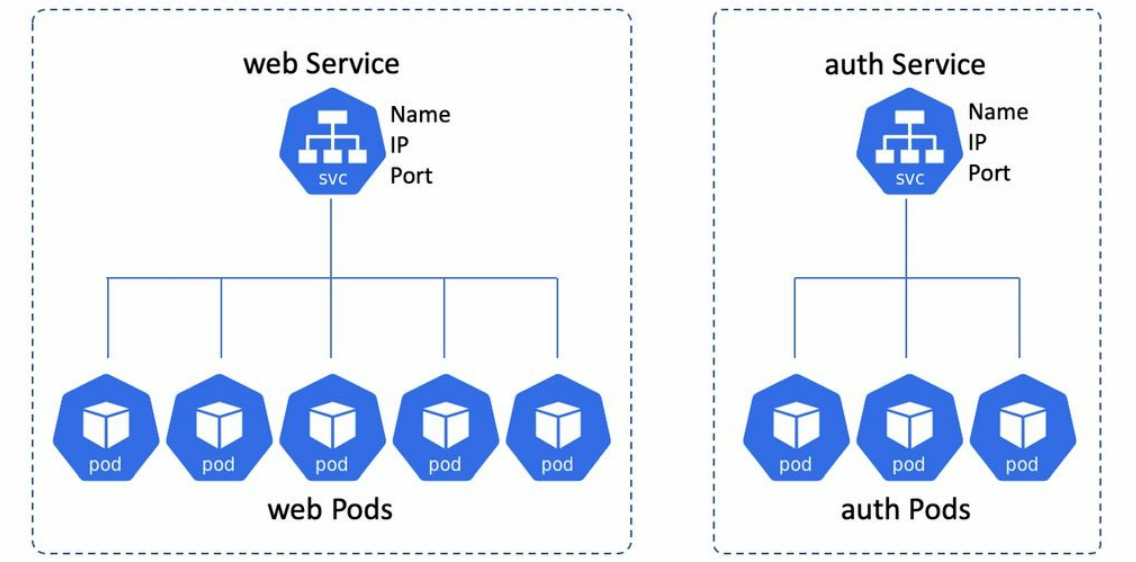 web Service
Name
IP
Port
svc
pod
pod
pod
pod
pod
web Pods
auth Service
Name
IP
Port
svc
pod
pod
pod
auth Pods